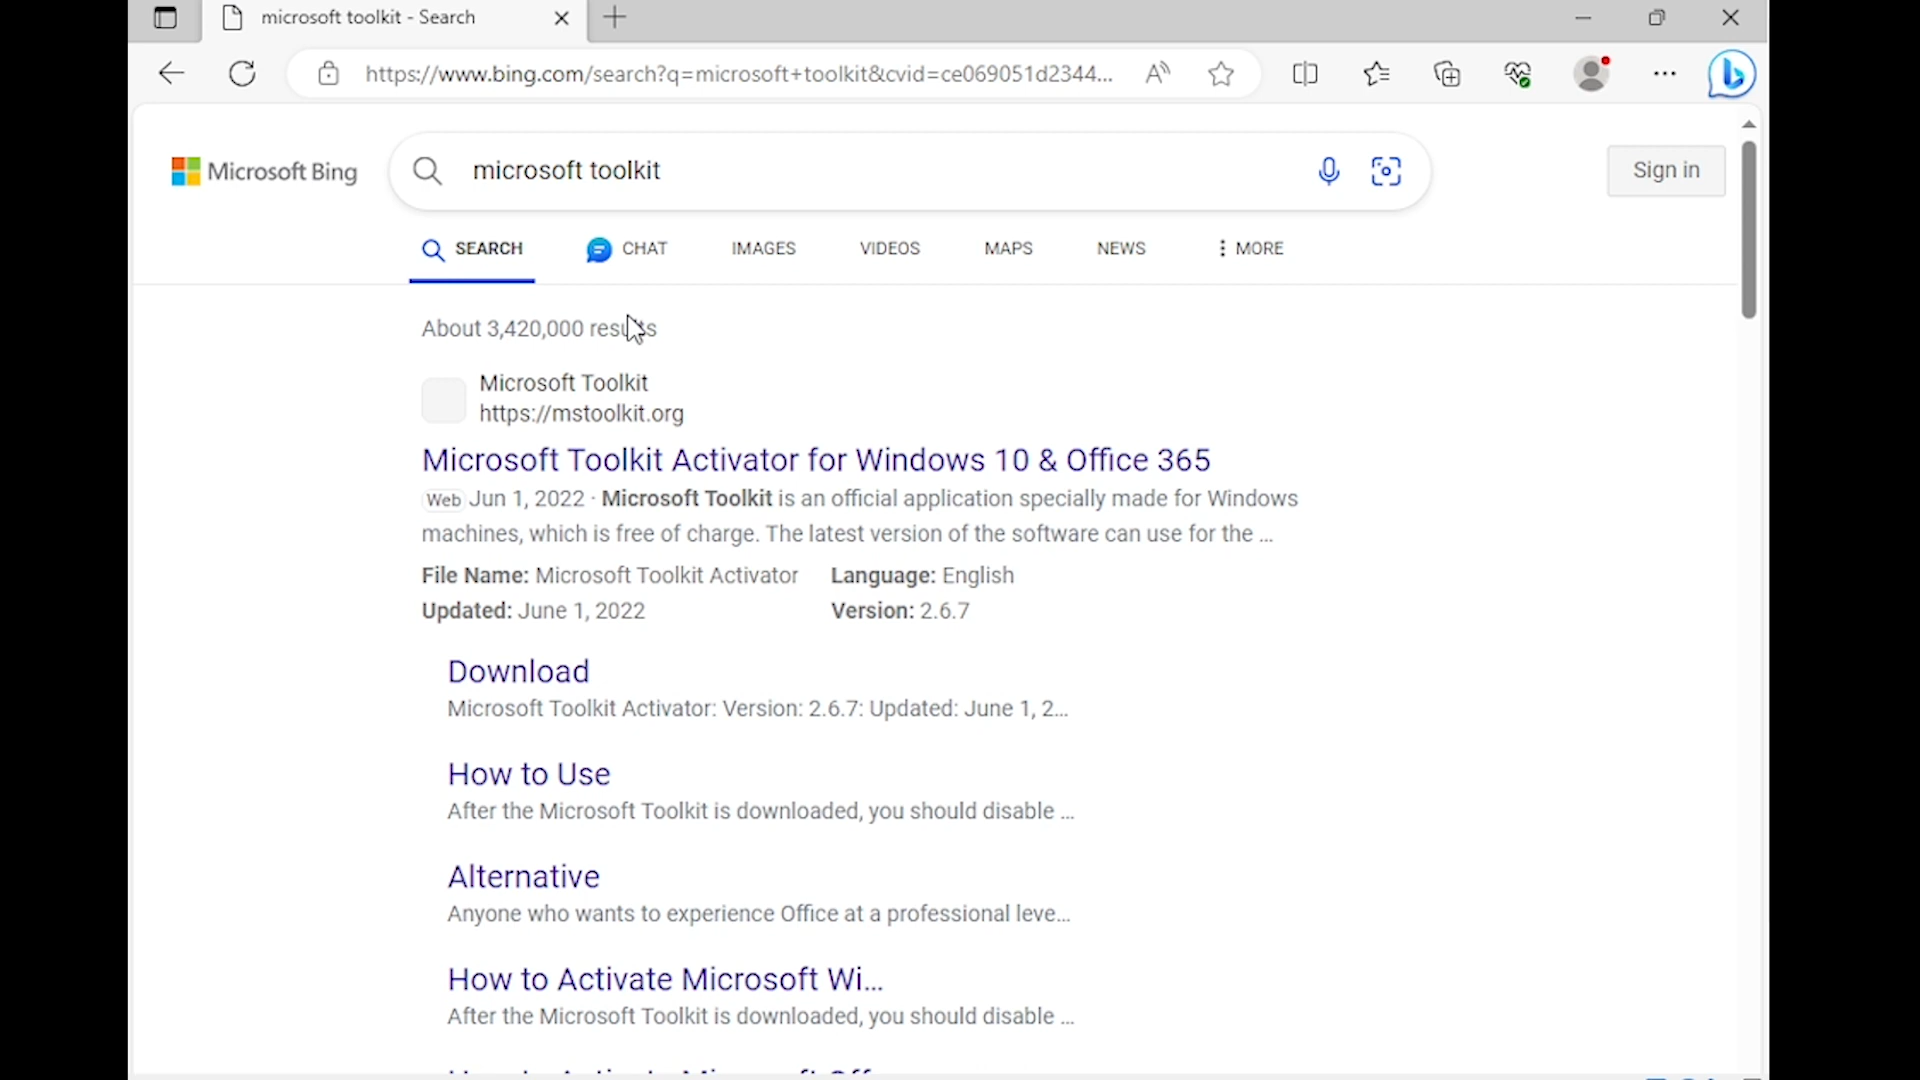 microsoft toolkit - Search
https://www.bing.com/search?q=microsoft+toolkit&cvid=ce069051d2344...
Microsoft Bing
microsoft toolkit
Sign in
SEARCH
CHAT
IMAGES
VIDEOS
MAPS
NEWS
MORE
About 3,420,000 results
Microsoft Toolkit
https://mstoolkit.org
Microsoft Toolkit Activator for Windows 10 & Office 365
Web Jun 1, 2022 · Microsoft Toolkit is an official application specially made for Windows
machines, which is free of charge. The latest version of the software can use for the ...
File Name: Microsoft Toolkit Activator Language: English
Updated: June 1, 2022 Version: 2.6.7
Download
Microsoft Toolkit Activator: Version: 2.6.7: Updated: June 1, 2...
How to Use
After the Microsoft Toolkit is downloaded, you should disable ...
Alternative
Anyone who wants to experience Office at a professional leve...
How to Activate Microsoft Wi...
After the Microsoft Toolkit is downloaded, you should disable ...